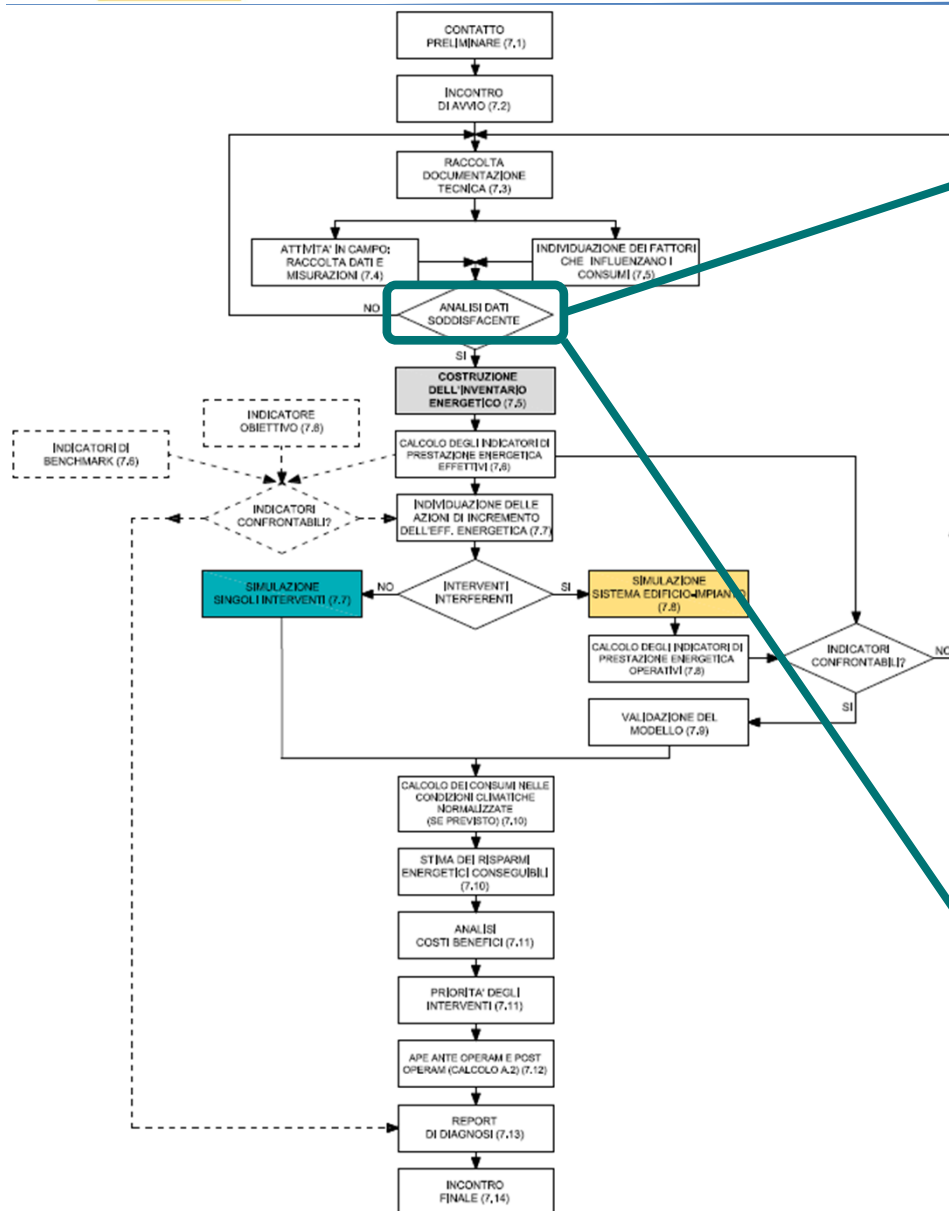 CONTATTO
PRELIMINARE (7.1)
INCONTRO
DI AVVIO (7.2)
RACCOLTA
DOCUMENTAZIONE
TECNICA (7.3)
ATTIVITA' IN CAMPO:
RACCOLTA DATI E
MISURAZIONI (7.4)
INDIVIDUAZIONE DEI FATTORI
CHE INFLUENZANO I
CONSUMI (7.5)
NO
ANALISI DATI
SODDISFACENTE
SI
COSTRUZIONE
DELL'INVENTARIO
ENERGETICO (7.5)
INDICATORE
OBIETTIVO (7.6)
INDICATORI DI
BENCHMARK (7.6)
CALCOLO DEGLI INDICATORI DI
PRESTAZIONE ENERGETICA
EFFETTIVI (7.6)
INDICATORI
CONFRONTABILI?
INDIVIDUAZIONE DELLE
AZIONI DI INCREMENTO
DELL'EFF. ENERGETICA (7.7)
SIMULAZIONE
SINGOLI INTERVENTI (7.7)
NO
INTERVENTI
INTERFERENTI
SI
SIMULAZIONE
SISTEMA EDIFICIO-IMPIANTO
(7.8)
CALCOLO DEGLI INDICATORI DI
PRESTAZIONE ENERGETICA
OPERATIVI (7.8)
INDICATORI
CONFRONTABILI?
NO
SI
VALIDAZIONE DEL
MODELLO (7.9)
CALCOLO DEI CONSUMI NELLE
CONDIZIONI CLIMATICHE
NORMALIZZATE
(SE PREVISTO) (7.10)
STIMA DEI RISPARMI
ENERGETICI CONSEGUIBILI
(7.10)
ANALISI
COSTI BENEFICI (7.11)
PRIORITA' DEGLI
INTERVENTI (7.11)
APE ANTE OPERAM E POST
OPERAM (CALCOLO A.2) (7.12)
REPORT
DI DIAGNOSI (7.13)
INCONTRO
FINALE (7.14)